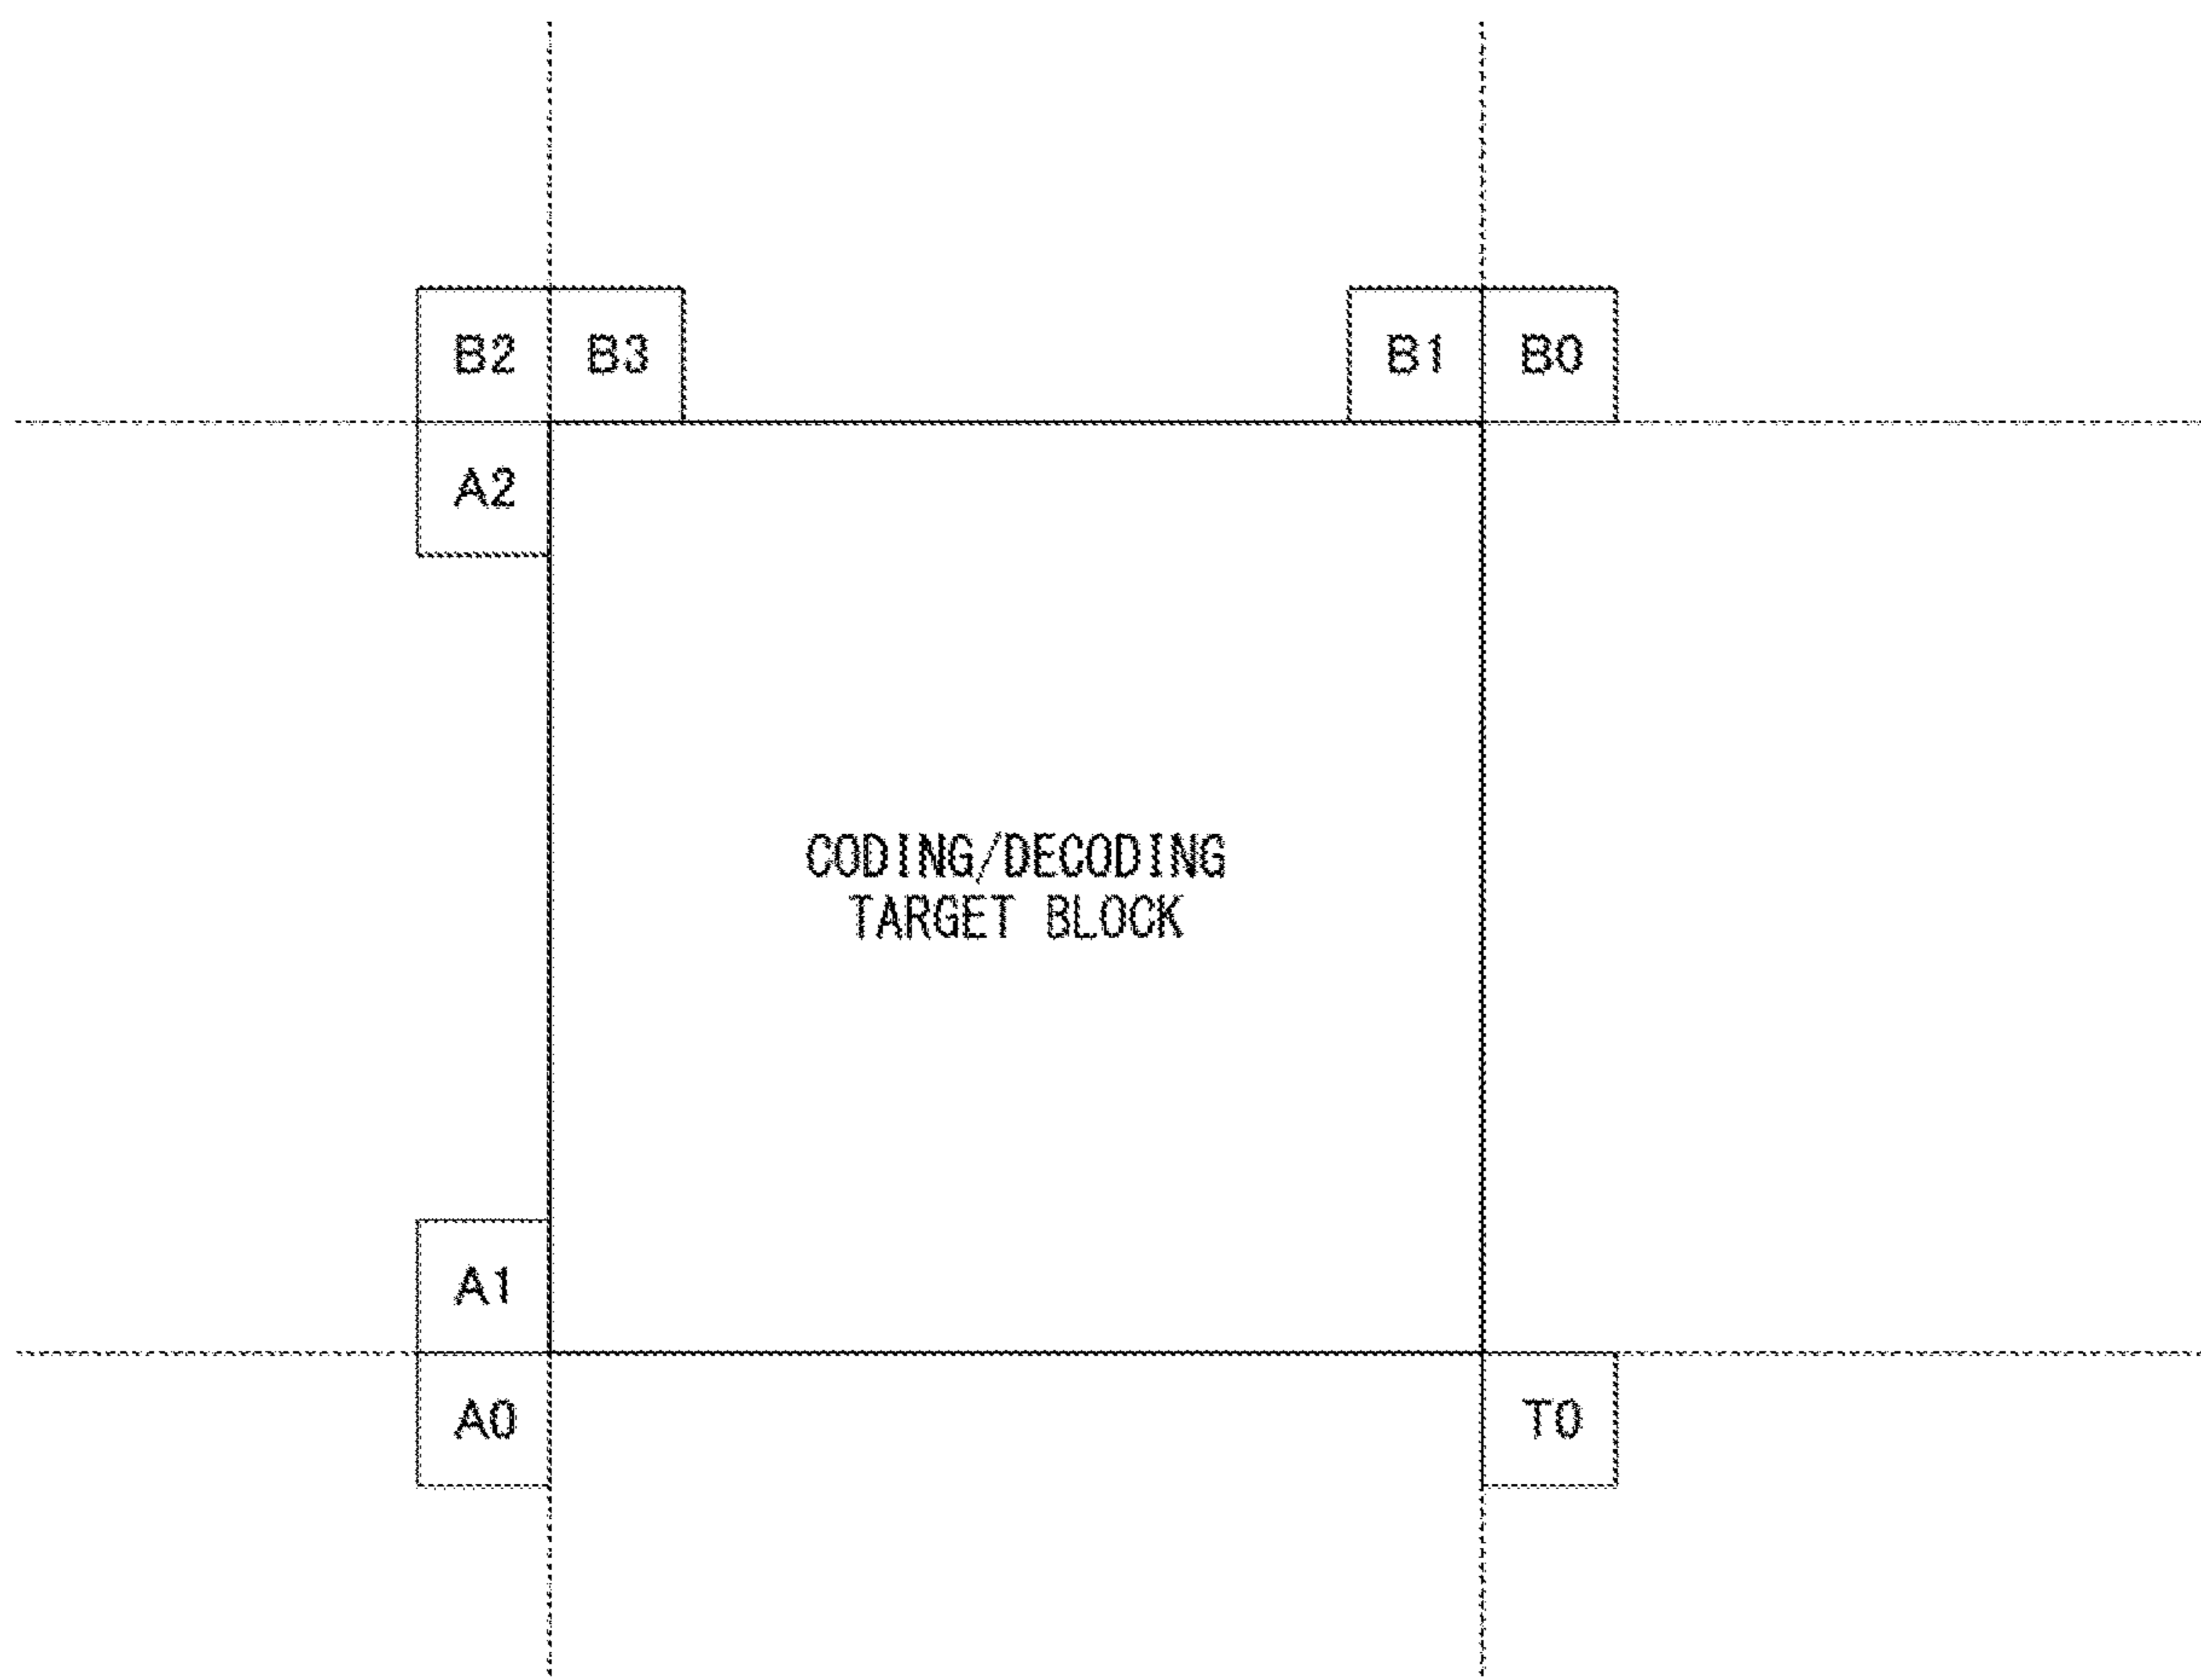 B2 B3 B1 B0
A2
CODING/DECODING
TARGET BLOCK
A1
A0 T0